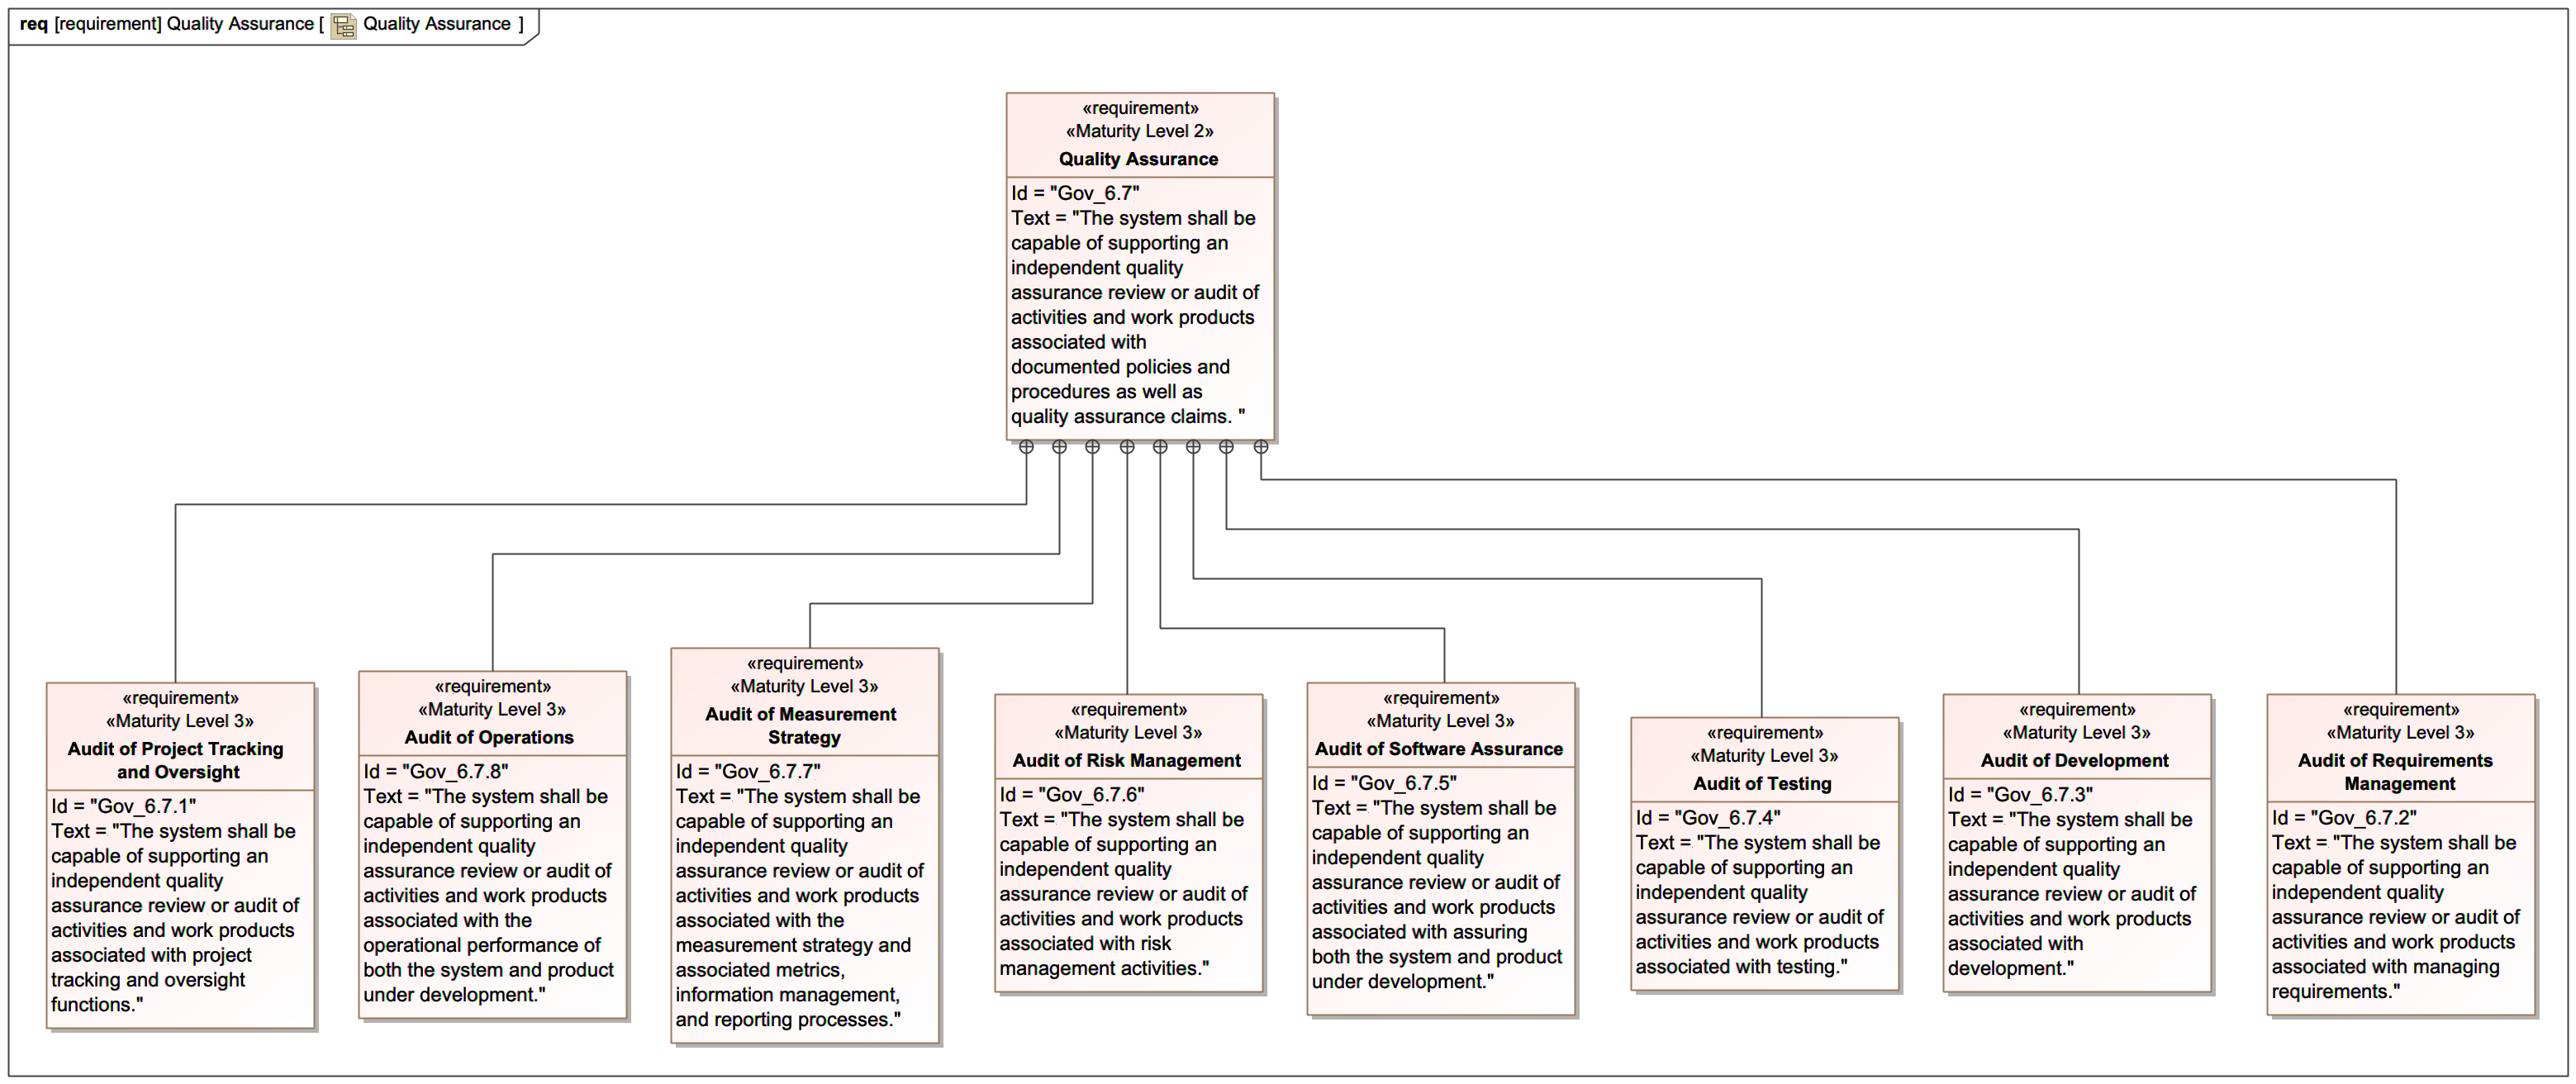 req [requirement] Quality Assurance [ Quality Assurance ]
«requirement»
«Maturity Level 2»
Quality Assurance
Id = "Gov_6.7"
Text = "The system shall be
capable of supporting an
independent quality
assurance review or audit of
activities and work products
associated with
documented policies and
procedures as well as
quality assurance claims. "
«requirement»
«Maturity Level 3»
Audit of Project Tracking
and Oversight
Id = "Gov_6.7.1"
Text = "The system shall be
capable of supporting an
independent quality
assurance review or audit of
activities and work products
associated with project
tracking and oversight
functions."
«requirement»
«Maturity Level 3»
Audit of Operations
Id = "Gov_6.7.8"
Text = "The system shall be
capable of supporting an
independent quality
assurance review or audit of
activities and work products
associated with the
operational performance of
both the system and product
under development."
«requirement»
«Maturity Level 3»
Audit of Measurement
Strategy
Id = "Gov_6.7.7"
Text = "The system shall be
capable of supporting an
independent quality
assurance review or audit of
activities and work products
associated with the
measurement strategy and
associated metrics,
information management,
and reporting processes."
«requirement»
«Maturity Level 3»
Audit of Risk Management
Id = "Gov_6.7.6"
Text = "The system shall be
capable of supporting an
independent quality
assurance review or audit of
activities and work products
associated with risk
management activities."
«requirement»
«Maturity Level 3»
Audit of Software Assurance
Id = "Gov_6.7.5"
Text = "The system shall be
capable of supporting an
independent quality
assurance review or audit of
activities and work products
associated with assuring
both the system and product
under development."
«requirement»
«Maturity Level 3»
Audit of Testing
Id = "Gov_6.7.4"
Text = "The system shall be
capable of supporting an
independent quality
assurance review or audit of
activities and work products
associated with testing."
«requirement»
«Maturity Level 3»
Audit of Development
Id = "Gov_6.7.3"
Text = "The system shall be
capable of supporting an
independent quality
assurance review or audit of
activities and work products
associated with
development."
«requirement»
«Maturity Level 3»
Audit of Requirements
Management
Id = "Gov_6.7.2"
Text = "The system shall be
capable of supporting an
independent quality
assurance review or audit of
activities and work products
associated with managing
requirements."